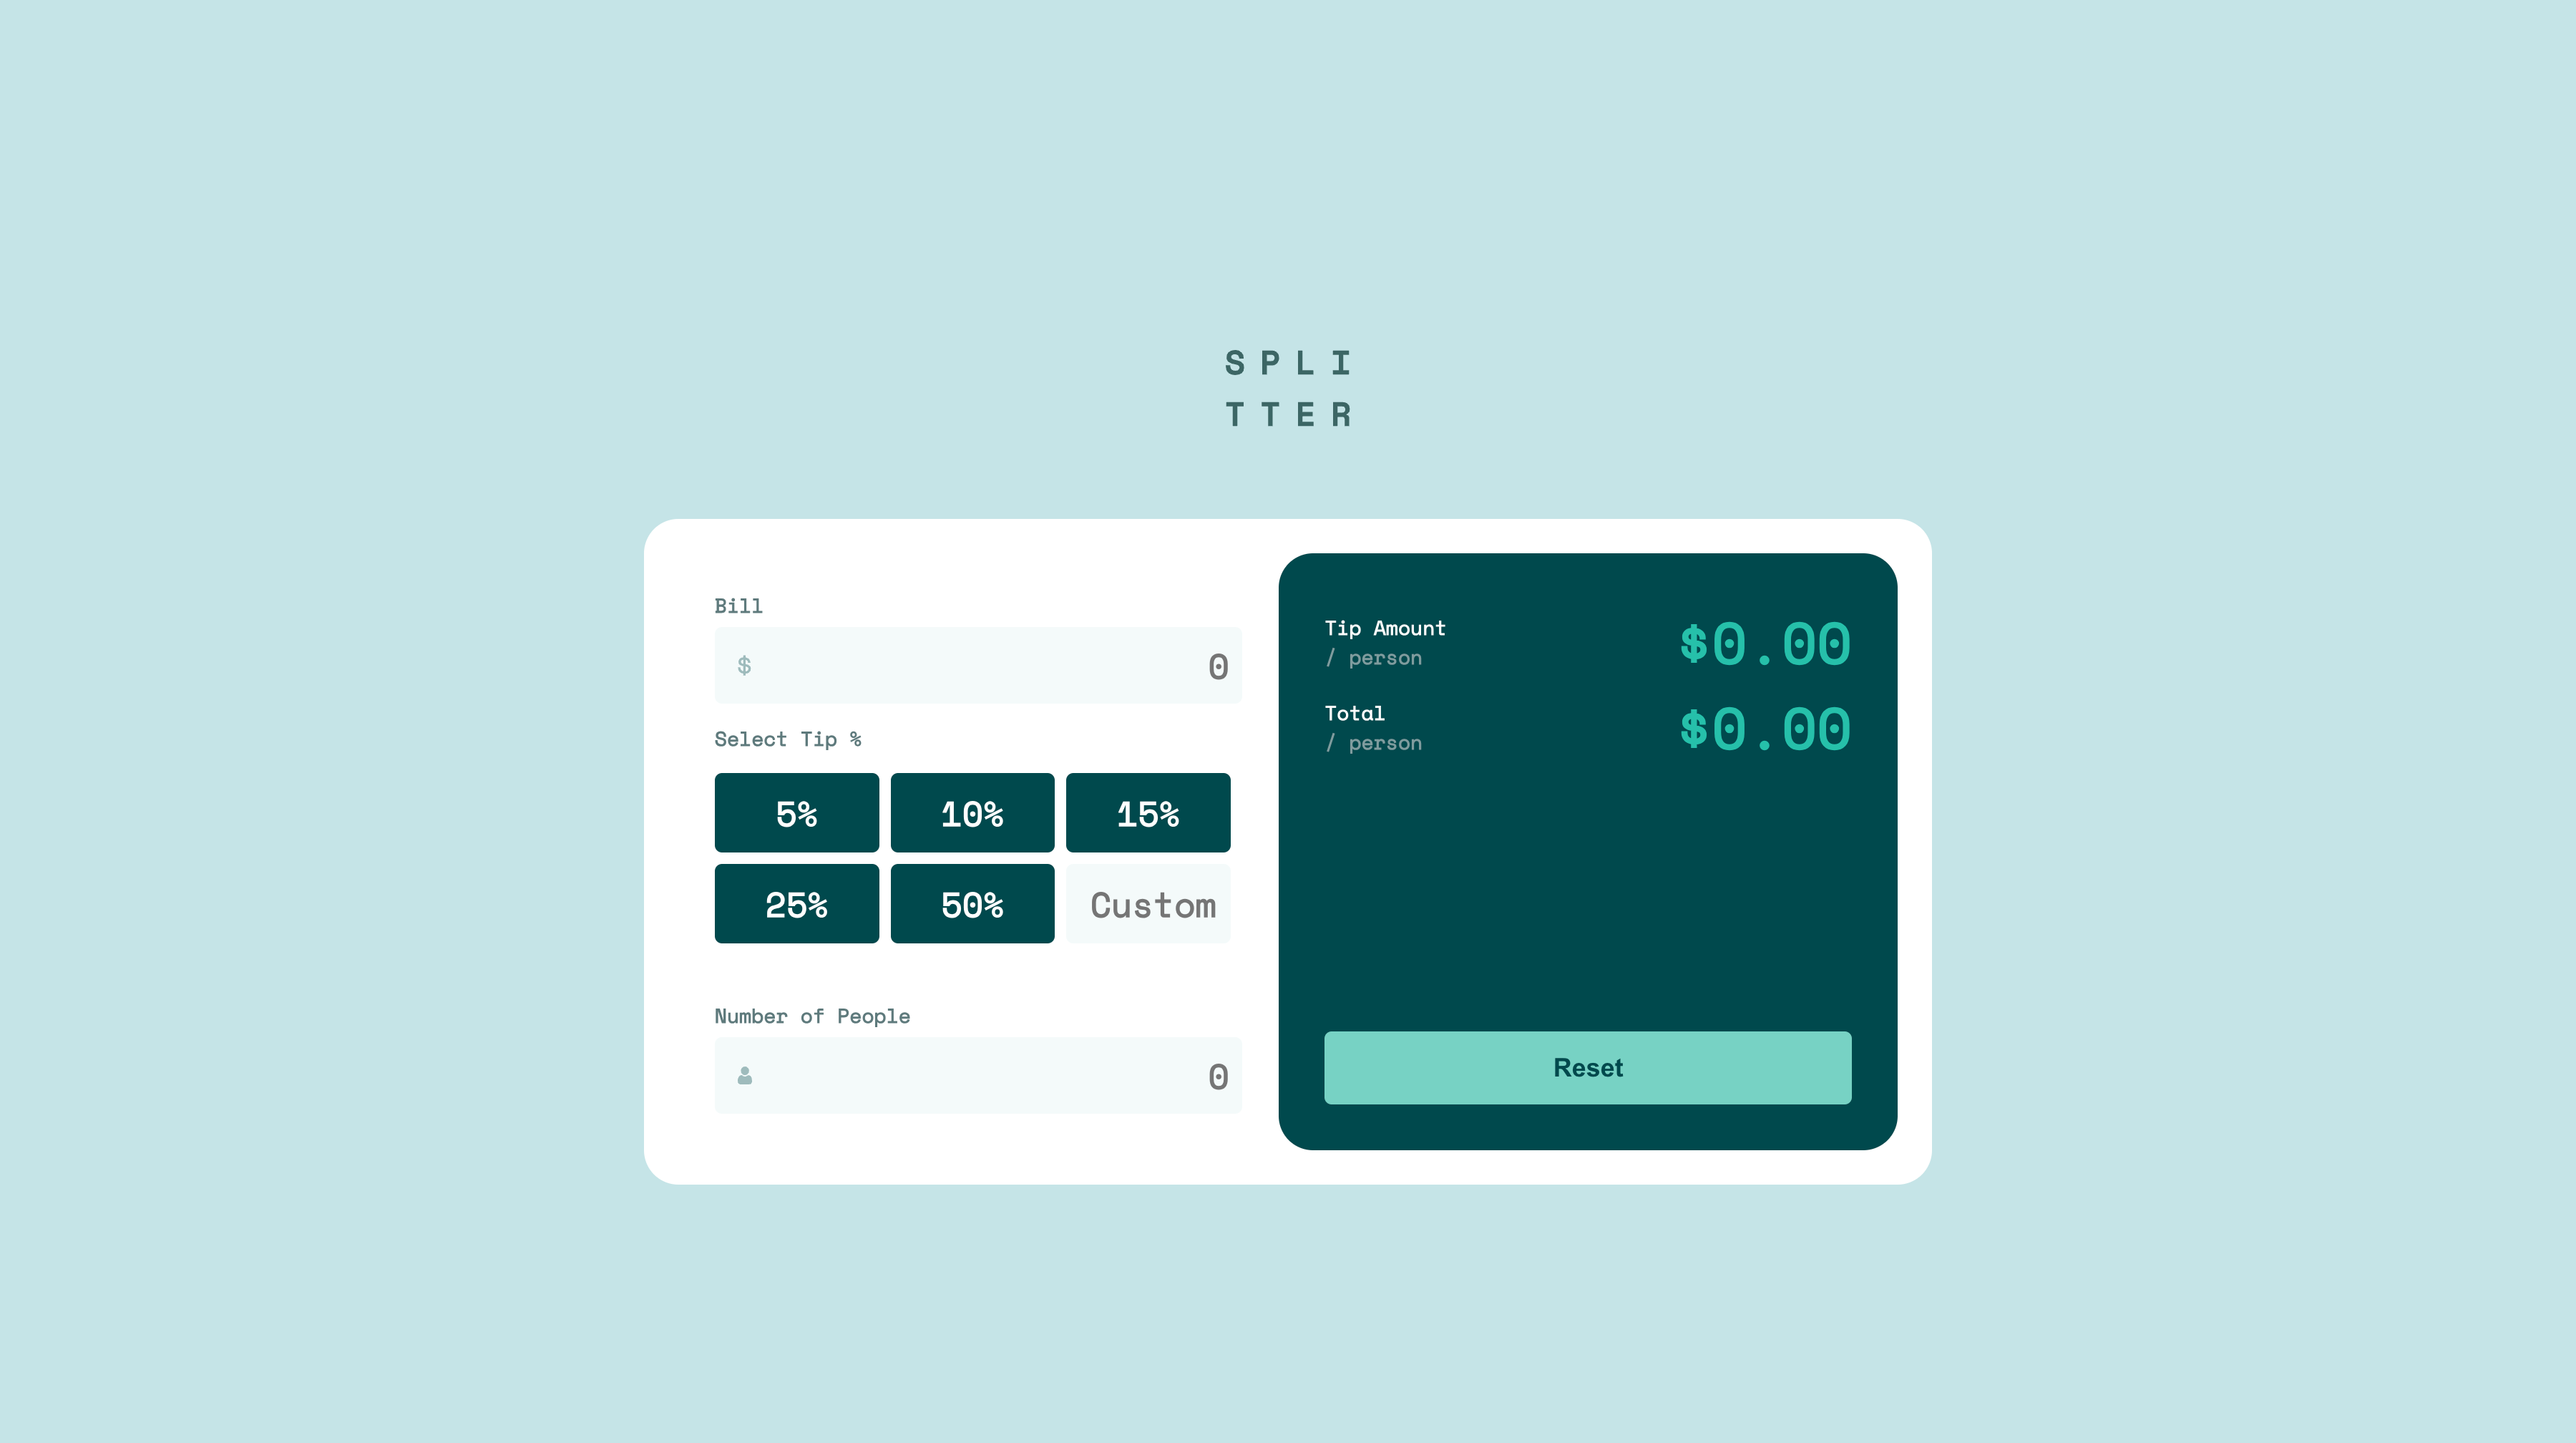 SPLI
TTER
Bill
$ 0
Select Tip %
5% 10% 15%
25% 50% Custom
Number of People
0
Tip Amount
/ person
$0.00
Total
/ person
$0.00
Reset